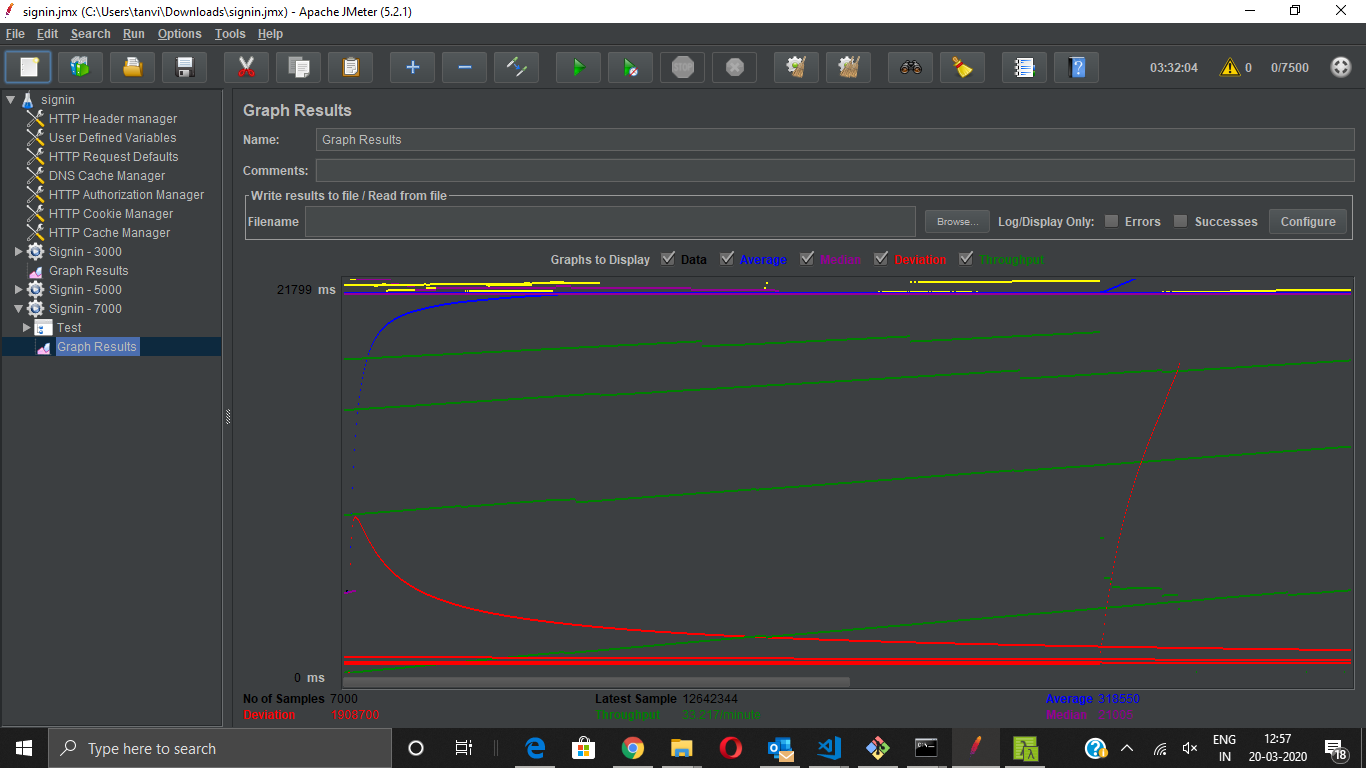 signin.jmx (C:\Users\tanvi\Downloads\signin.jmx) - Apache JMeter (5.2.1)
File Edit Search Run Options Tools Help
STOP 03:32:04 0 0/7500
signin
HTTP Header manager
User Defined Variables
HTTP Request Defaults
DNS Cache Manager
HTTP Authorization Manager
HTTP Cookie Manager
HTTP Cache Manager
Signin - 3000
Graph Results
Signin - 5000
Signin - 7000
Test
Graph Results
Graph Results
Name: Graph Results
Comments:
Write results to file / Read from file
Filename Browse... Log/Display Only: Errors Successes Configure
Graphs to Display Data Average Median Deviation Throughput
21799 ms
0 ms
No of Samples 7000 Latest Sample 12642344 Average 318550
Deviation 1908700 Throughput 33.217/minute Median
Type here to search
ENG
IN
12:57
20-03-2020
18